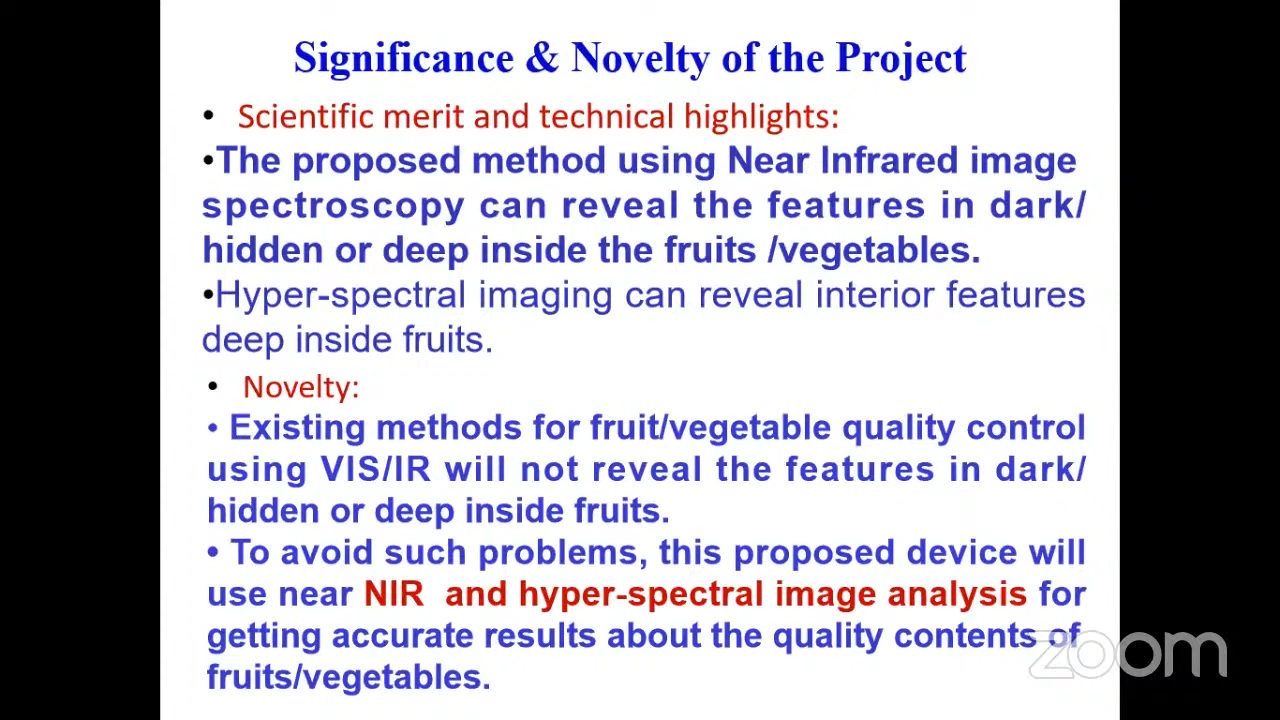 Significance & Novelty of the Project
• Scientific merit and technical highlights:
•The proposed method using Near Infrared image
spectroscopy can reveal the features in dark/
hidden or deep inside the fruits /vegetables.
•Hyper-spectral imaging can reveal interior features
deep inside fruits.
• Novelty:
• Existing methods for fruit/vegetable quality control
using VIS/IR will not reveal the features in dark/
hidden or deep inside fruits.
• To avoid such problems, this proposed device will
use near NIR  and hyper-spectral image analysis for
getting accurate results about the quality contents of
fruits/vegetables.
zoom